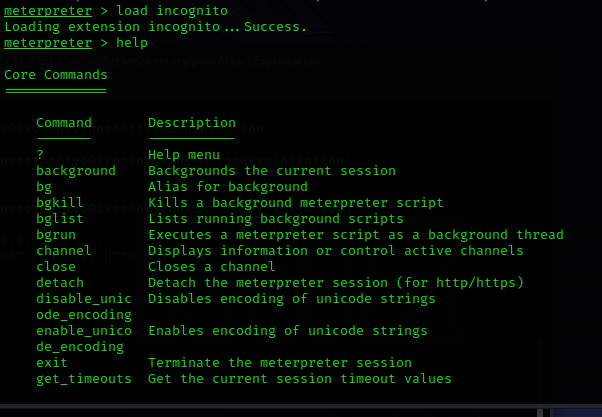 meterpreter > load incognito
Loading extension incognito...Success.
meterpreter > help
Core Commands
=============
Command Description
------- -----------
? Help menu
background Backgrounds the current session
bg Alias for background
bgkill Kills a background meterpreter script
bglist Lists running background scripts
bgrun Executes a meterpreter script as a background thread
channel Displays information or control active channels
close Closes a channel
detach Detach the meterpreter session (for http/https)
disable_unic Disables encoding of unicode strings
ode_encoding
enable_unico Enables encoding of unicode strings
de_encoding
exit Terminate the meterpreter session
get_timeouts Get the current session timeout values